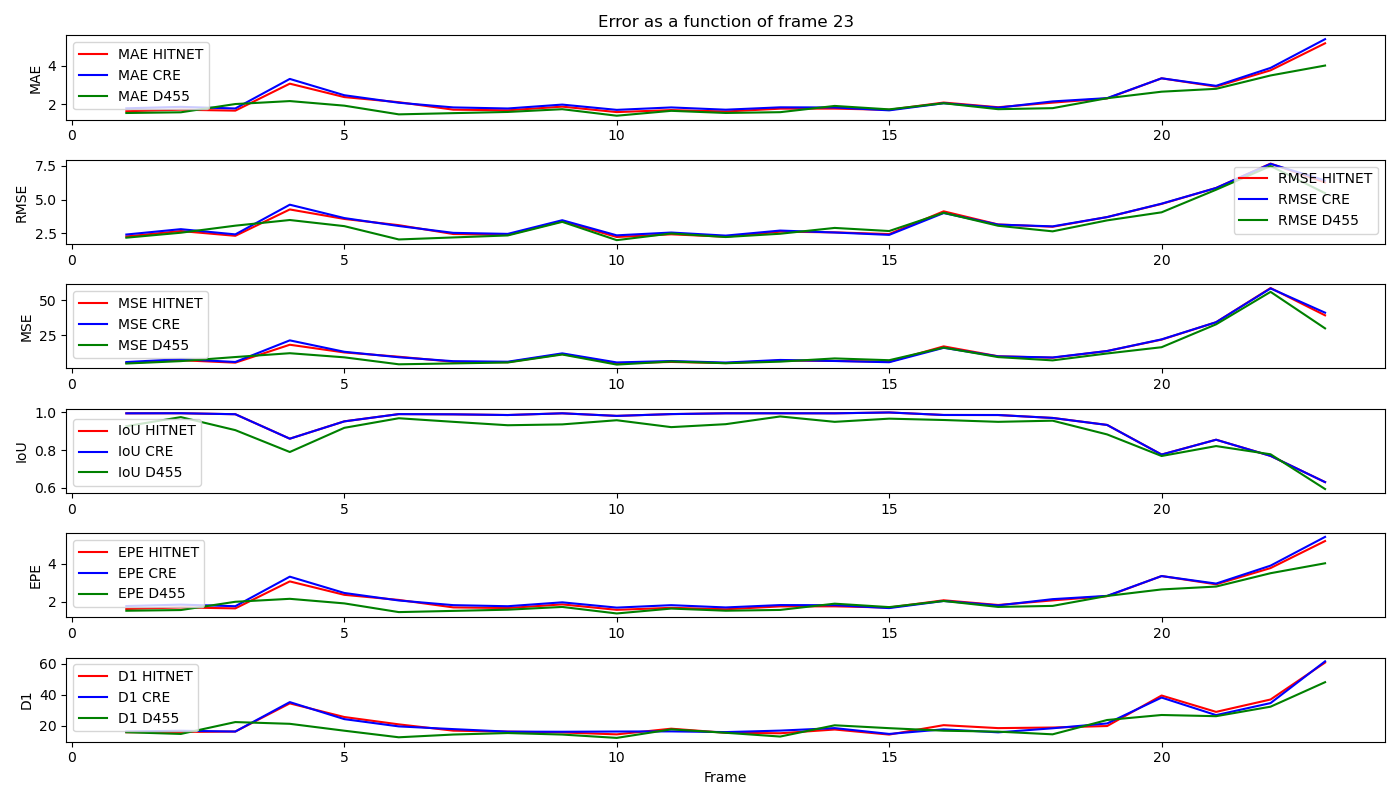 Error as a function of frame 23
MAE
4
2
MAE HITNET
MAE CRE
MAE D455
0 5 10 15 20
RMSE
7.5
5.0
2.5
RMSE HITNET
RMSE CRE
RMSE D455
0 5 10 15 20
MSE
50
25
MSE HITNET
MSE CRE
MSE D455
0 5 10 15 20
IoU
1.0
0.8
0.6
IoU HITNET
IoU CRE
IoU D455
0 5 10 15 20
EPE
4
2
EPE HITNET
EPE CRE
EPE D455
0 5 10 15 20
D1
60
40
20
D1 HITNET
D1 CRE
D1 D455
0 5 10 15 20
Frame